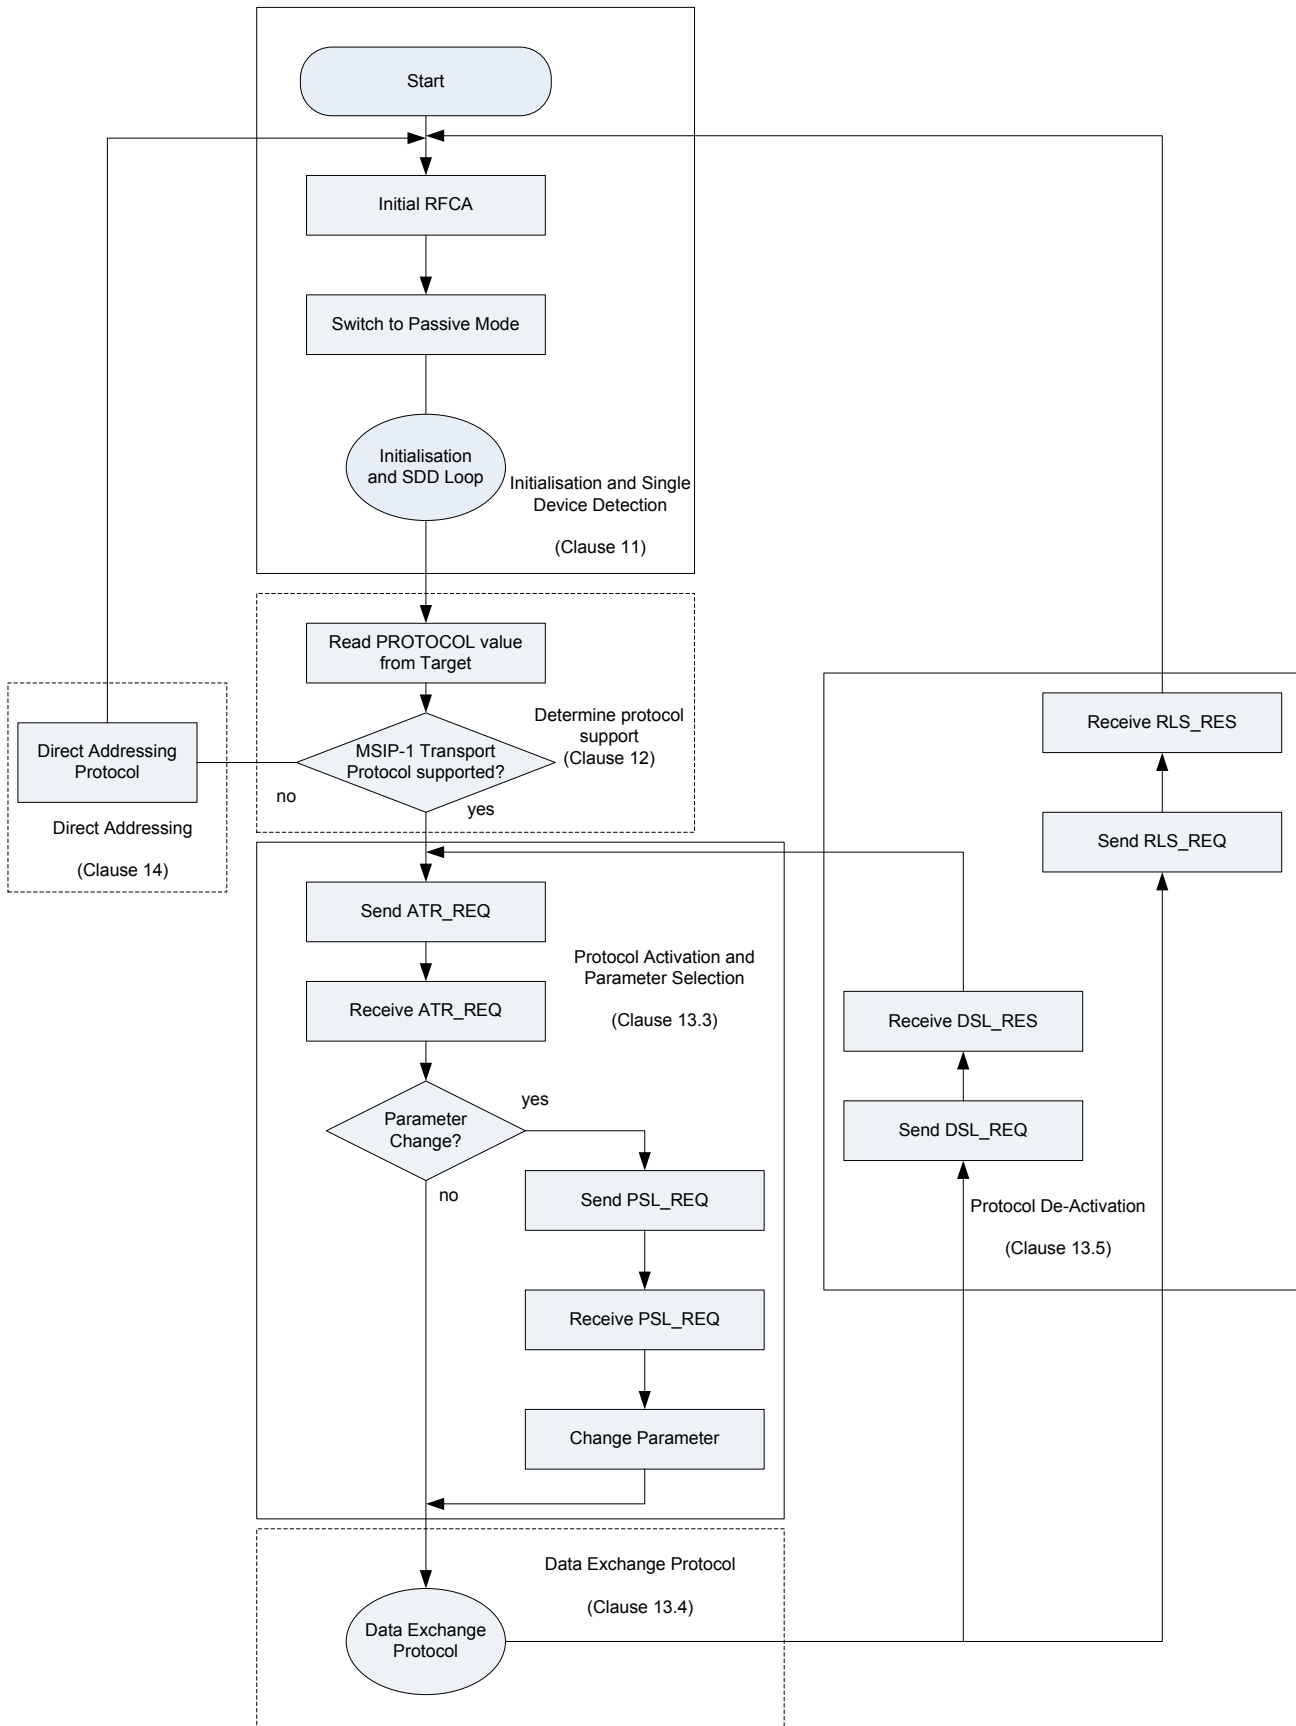 Start
Initial RFCA
Switch to Passive Mode
Initialisation
and SDD Loop
Initialisation and Single
Device Detection
(Clause 11)
Read PROTOCOL value
from Target
Determine protocol
support
(Clause 12)
MSIP-1 Transport
Protocol supported?
no
yes
Direct Addressing
Protocol
Direct Addressing
(Clause 14)
Receive RLS_RES
Send RLS_REQ
Send ATR_REQ
Receive ATR_REQ
Protocol Activation and
Parameter Selection
(Clause 13.3)
Parameter
Change?
yes
no
Send PSL_REQ
Receive PSL_REQ
Change Parameter
Receive DSL_RES
Send DSL_REQ
Protocol De-Activation
(Clause 13.5)
Data Exchange Protocol
(Clause 13.4)
Data Exchange
Protocol